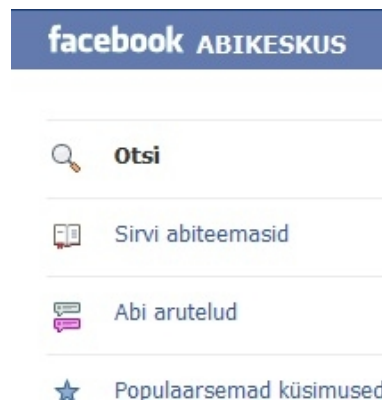 facebook ABIKESKUS
Otsi
Sirvi abiteemasid
Abi arutelud
Populaarsemad küsimused